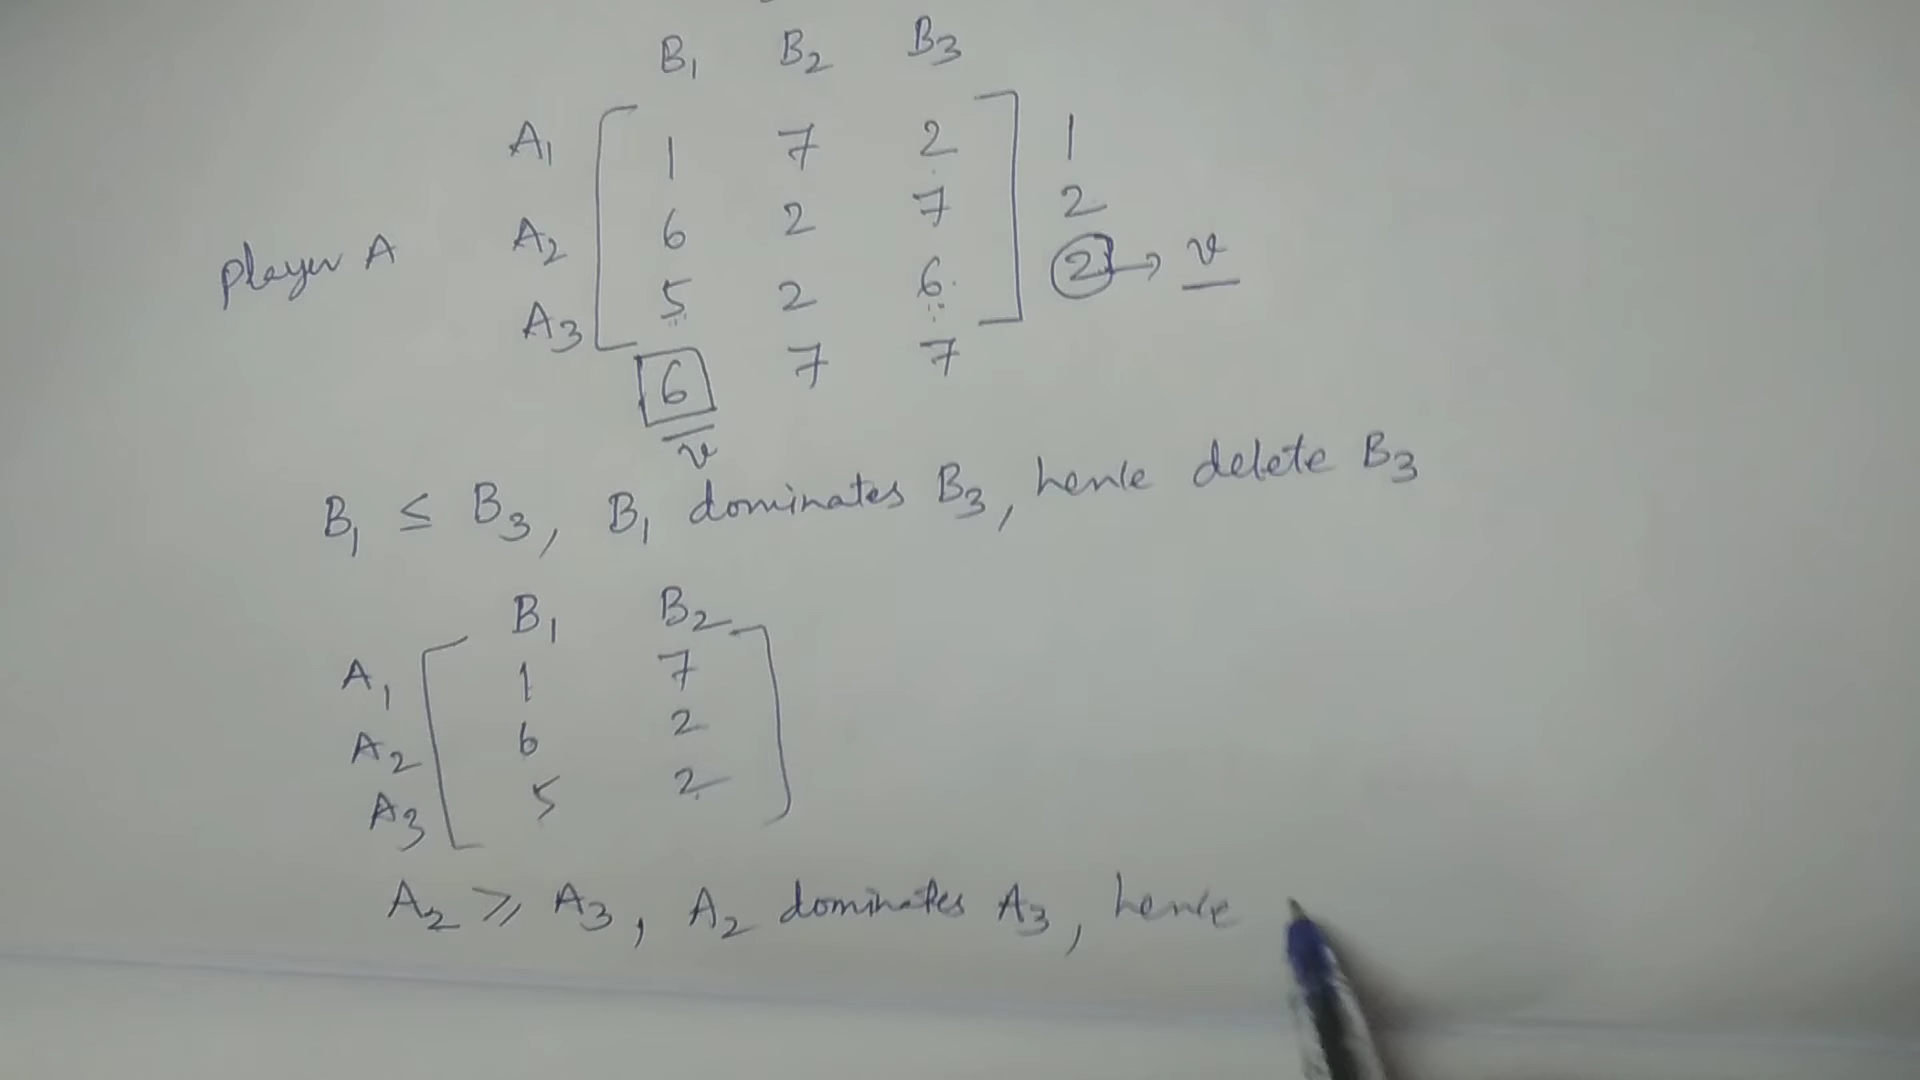 B1 B2 B3
A1 1 7 2 1
A2 6 2 7 2
Player A
A3 5 2 6 2 → v
6 7 7
v
B1 ≤ B3, B1 dominates B3, hence delete B3
B1 B2
A1 1 7
A2 6 2
A3 5 2
A2 ⩾ A3, A2 dominates A3, hence